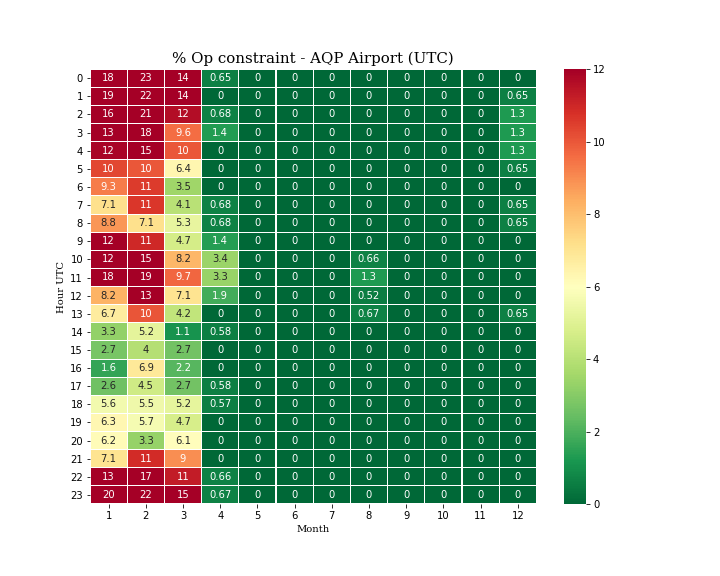 % Op constraint - AQP Airport (UTC)
0 18 23 14 0.65 0 0 0 0 0 0 0 0
1 19 22 14 0 0 0 0 0 0 0 0 0.65
2 16 21 12 0.68 0 0 0 0 0 0 0 1.3
3 13 18 9.6 1.4 0 0 0 0 0 0 0 1.3
4 12 15 10 0 0 0 0 0 0 0 0 1.3
5 10 10 6.4 0 0 0 0 0 0 0 0 0.65
6 9.3 11 3.5 0 0 0 0 0 0 0 0 0
7 7.1 11 4.1 0.68 0 0 0 0 0 0 0 0.65
8 8.8 7.1 5.3 0.68 0 0 0 0 0 0 0 0.65
9 12 11 4.7 1.4 0 0 0 0 0 0 0 0
10 12 15 8.2 3.4 0 0 0 0.66 0 0 0 0
11 18 19 9.7 3.3 0 0 0 1.3 0 0 0 0
12 8.2 13 7.1 1.9 0 0 0 0.52 0 0 0 0
13 6.7 10 4.2 0 0 0 0 0.67 0 0 0 0.65
14 3.3 5.2 1.1 0.58 0 0 0 0 0 0 0 0
15 2.7 4 2.7 0 0 0 0 0 0 0 0 0
16 1.6 6.9 2.2 0 0 0 0 0 0 0 0 0
17 2.6 4.5 2.7 0.58 0 0 0 0 0 0 0 0
18 5.6 5.5 5.2 0.57 0 0 0 0 0 0 0 0
19 6.3 5.7 4.7 0 0 0 0 0 0 0 0 0
20 6.2 3.3 6.1 0 0 0 0 0 0 0 0 0
21 7.1 11 9 0 0 0 0 0 0 0 0 0
22 13 17 11 0.66 0 0 0 0 0 0 0 0
23 20 22 15 0.67 0 0 0 0 0 0 0 0
1 2 3 4 5 6 7 8 9 10 11 12
Month
Hour UTC
12
10
8
6
4
2
0